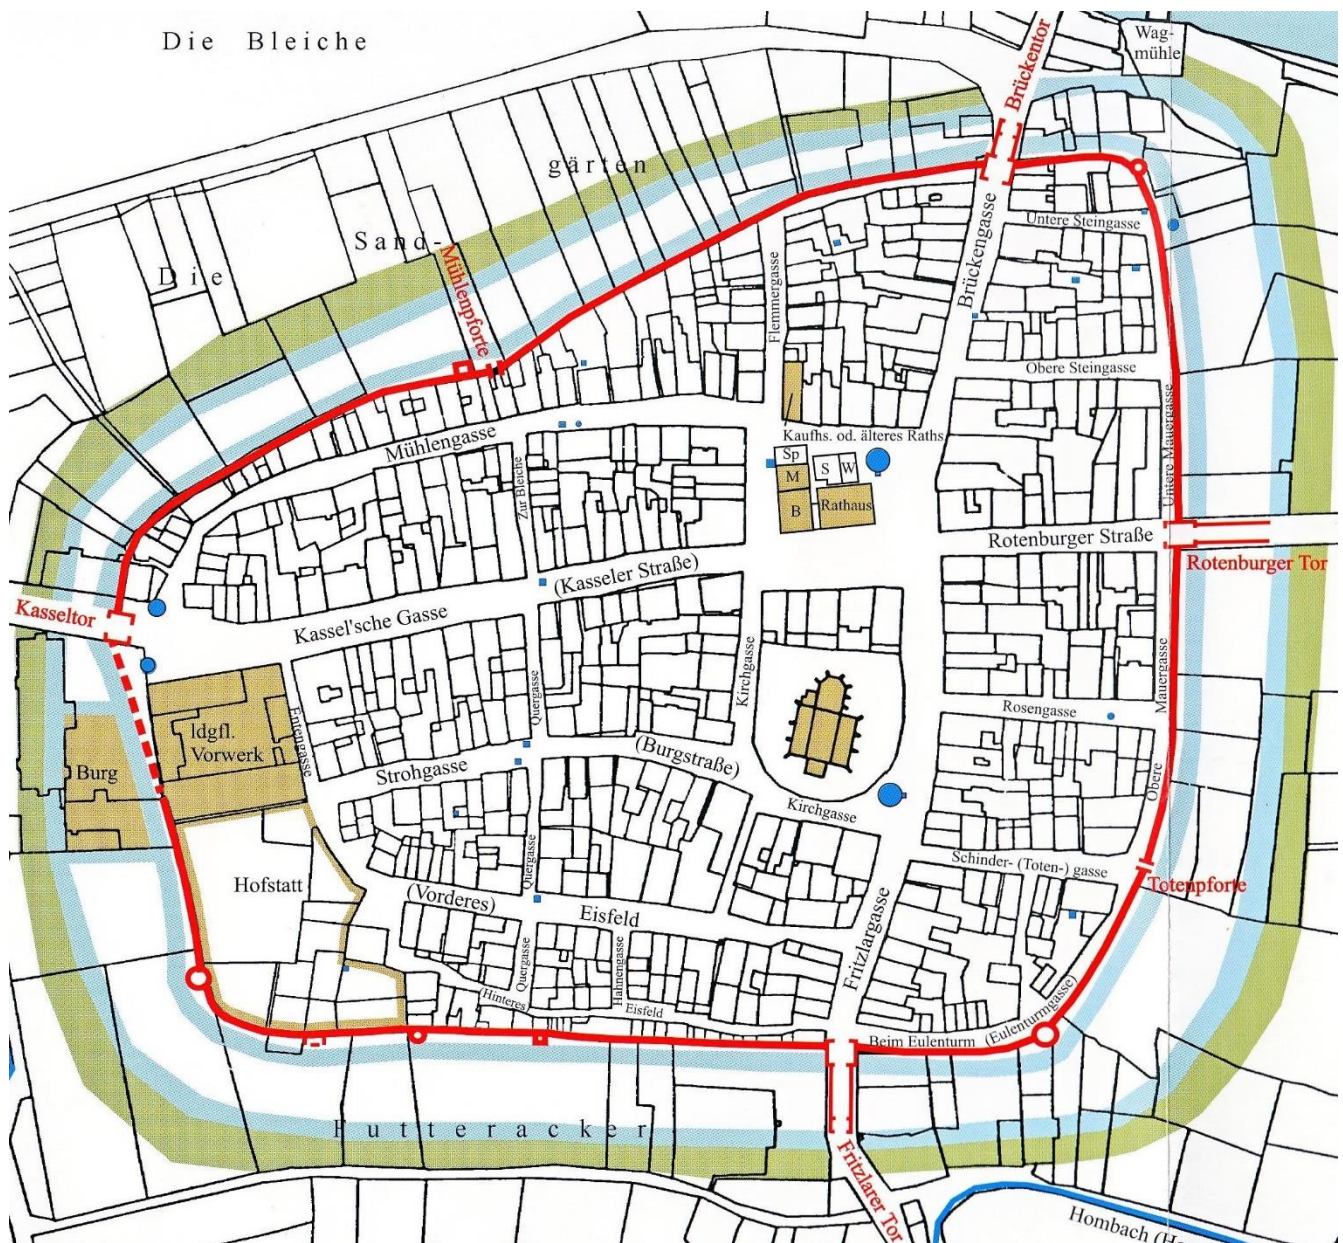 Die Bleiche
Wag-
mühle
Brückentor
gärten
Sand-
Die
Mühlenpforte
Untere Steingasse
Brückengasse
Flemmergasse
Obere Steingasse
Untere Mauergasse
Mühlengasse
Kaufhs. od. älteres Raths
Zur Bleiche
Sp
M
S
W
B
Rathaus
Rotenburger Straße
Rotenburger Tor
(Kasseler Straße)
Kassel'sche Gasse
Kasseltor
Kirchgasse
Quergasse
Mauergasse
Rosengasse
Entengasse
ldgfl.
Vorwerk
Burg
Strohgasse
(Burgstraße)
Obere
Kirchgasse
Quergasse
Schinder- (Toten-) gasse
Totenpforte
Hofstatt
(Vorderes)
Eisfeld
Fritzlargasse
Quergasse
Hahnengasse
(Hinteres)
Eisfeld
Beim Eulenturm
(Eulenturmgasse)
Futteracker
Fritzlarer Tor
Hombach